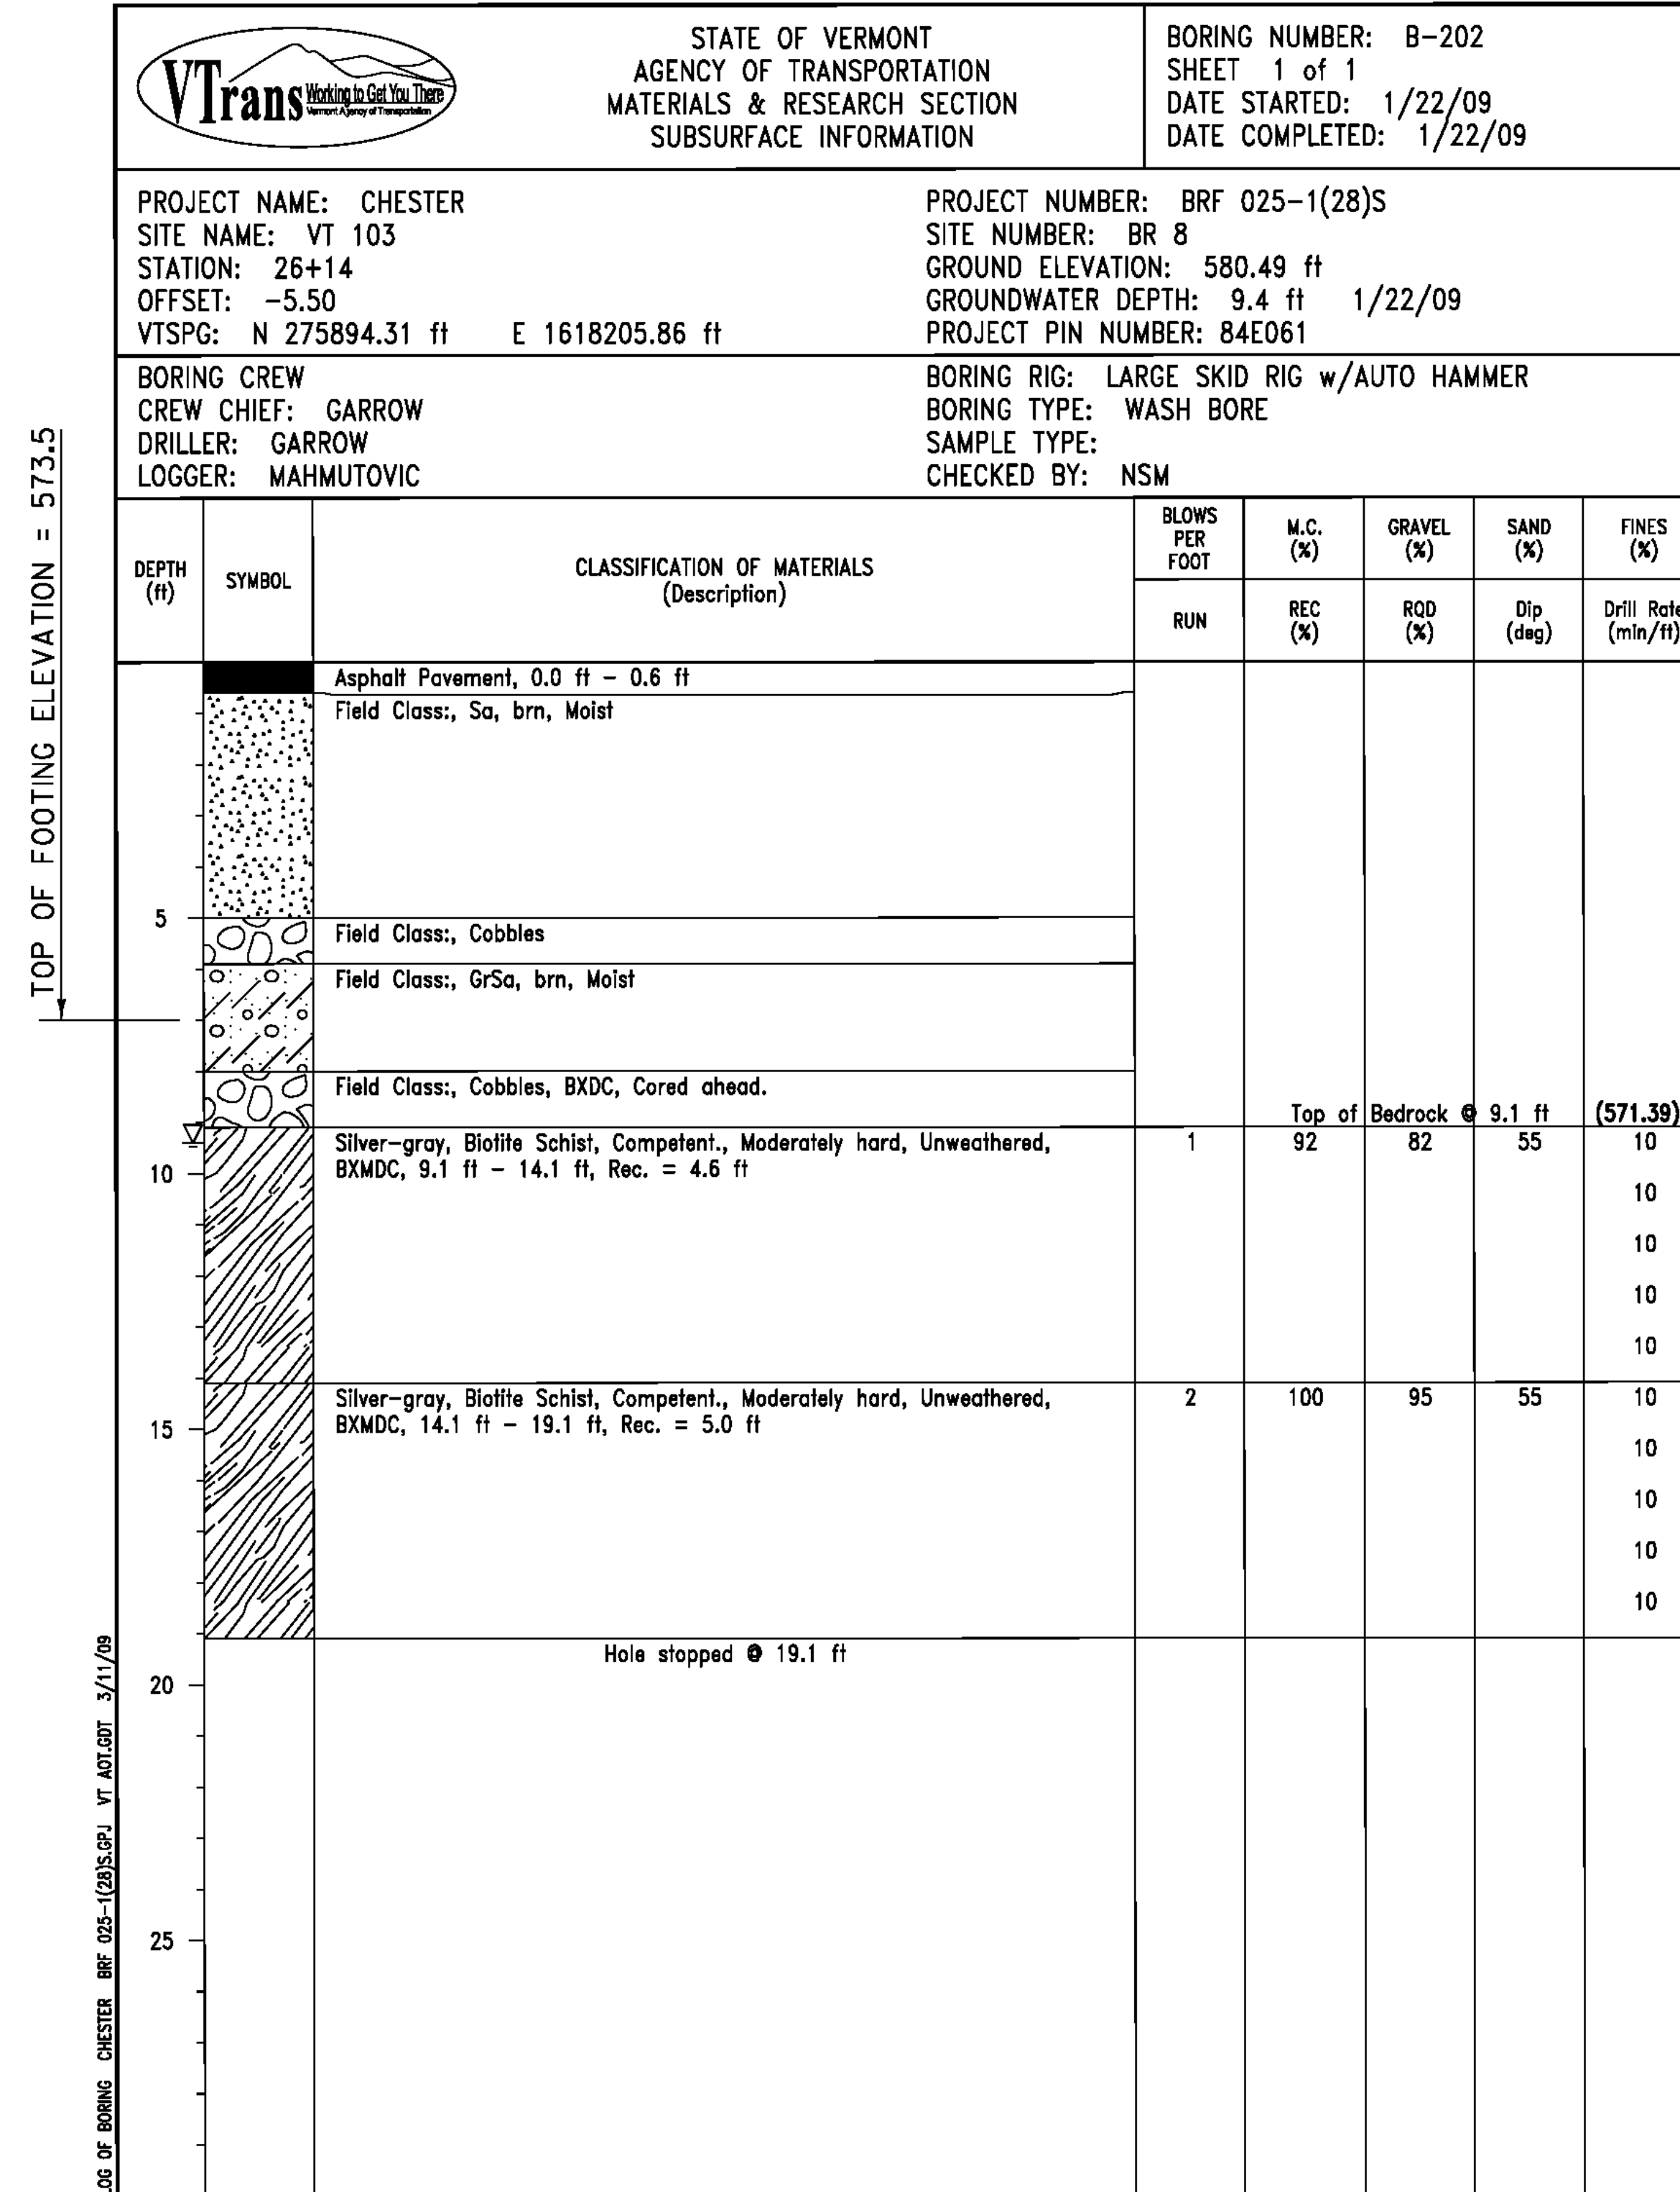 VTrans Working to Get You There
Vermont Agency of Transportation
STATE OF VERMONT
AGENCY OF TRANSPORTATION
MATERIALS & RESEARCH SECTION
SUBSURFACE INFORMATION
BORING NUMBER: B-202
SHEET 1 of 1
DATE STARTED: 1/22/09
DATE COMPLETED: 1/22/09
PROJECT NAME: CHESTER
SITE NAME: VT 103
STATION: 26+14
OFFSET: -5.50
VTSPG: N 275894.31 ft E 1618205.86 ft
PROJECT NUMBER: BRF 025-1(28)S
SITE NUMBER: BR 8
GROUND ELEVATION: 580.49 ft
GROUNDWATER DEPTH: 9.4 ft 1/22/09
PROJECT PIN NUMBER: 84E061
BORING CREW
CREW CHIEF: GARROW
DRILLER: GARROW
LOGGER: MAHMUTOVIC
BORING RIG: LARGE SKID RIG w/AUTO HAMMER
BORING TYPE: WASH BORE
SAMPLE TYPE:
CHECKED BY: NSM
TOP OF FOOTING ELEVATION = 573.5
DEPTH
(ft)
SYMBOL
CLASSIFICATION OF MATERIALS
(Description)
BLOWS
PER
FOOT
M.C.
(%)
GRAVEL
(%)
SAND
(%)
FINES
(%)
RUN
REC
(%)
RQD
(%)
Dip
(deg)
Drill Rate
(min/ft)
Asphalt Pavement, 0.0 ft - 0.6 ft
Field Class:, Sa, brn, Moist
5
Field Class:, Cobbles
Field Class:, GrSa, brn, Moist
Field Class:, Cobbles, BXDC, Cored ahead.
Top of Bedrock @ 9.1 ft (571.39)
Silver-gray, Biotite Schist, Competent., Moderately hard, Unweathered, 1 92 82 55 10
10 BXMDC, 9.1 ft - 14.1 ft, Rec. = 4.6 ft
10
10
10
10
Silver-gray, Biotite Schist, Competent., Moderately hard, Unweathered, 2 100 95 55 10
15 BXMDC, 14.1 ft - 19.1 ft, Rec. = 5.0 ft
10
10
10
10
Hole stopped @ 19.1 ft
20
25
LOG OF BORING CHESTER BRF 025-1(28)S.GPJ VT AOT.GDT 3/11/09